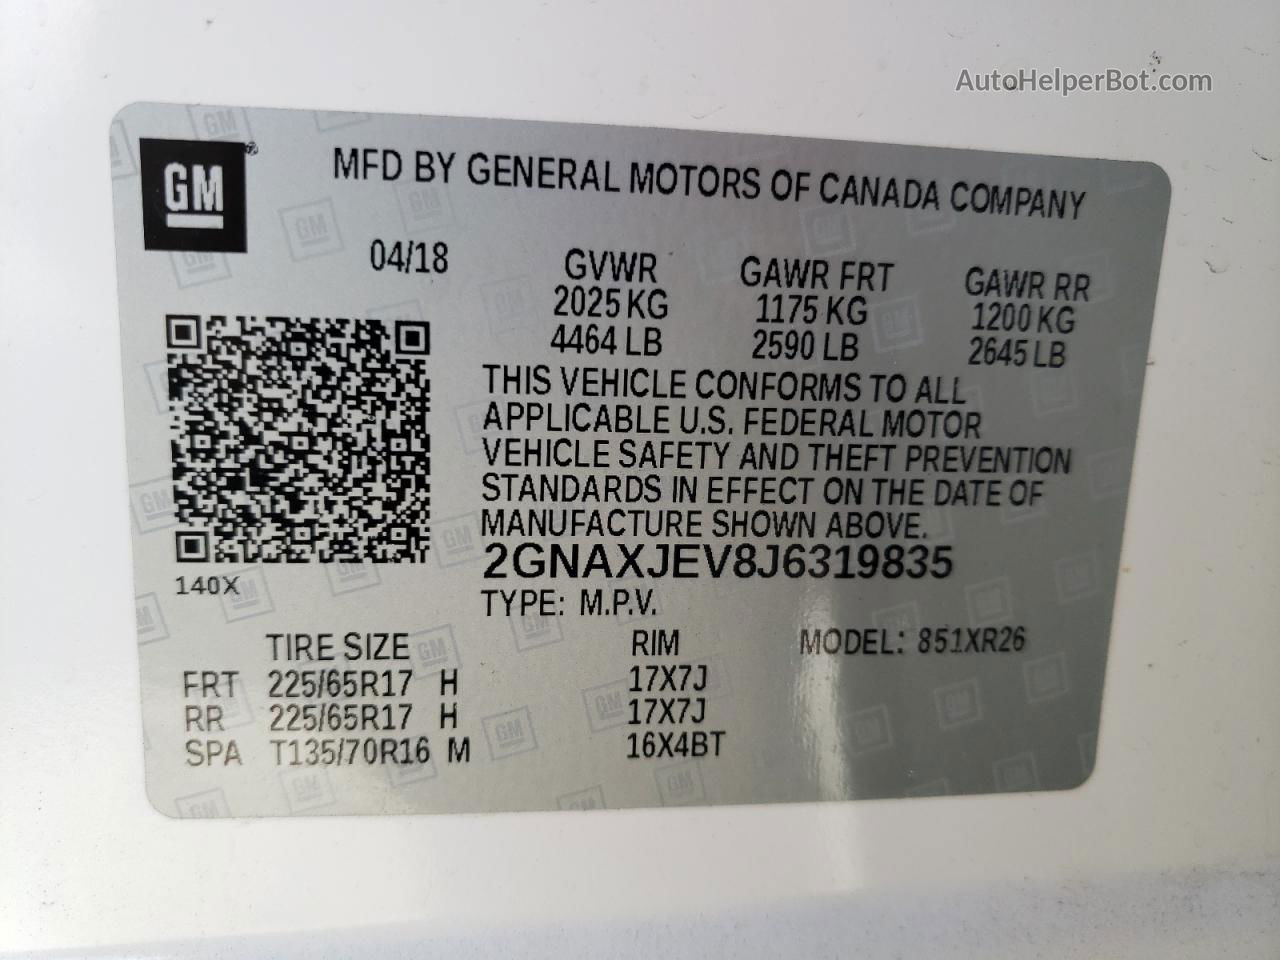 AutoHelperBot.com
GM ®
MFD BY GENERAL MOTORS OF CANADA COMPANY
04/18 GVWR GAWR FRT GAWR RR
2025 KG 1175 KG 1200 KG
4464 LB 2590 LB 2645 LB
THIS VEHICLE CONFORMS TO ALL
APPLICABLE U.S. FEDERAL MOTOR
VEHICLE SAFETY AND THEFT PREVENTION
STANDARDS IN EFFECT ON THE DATE OF
MANUFACTURE SHOWN ABOVE.
2GNAXJEV8J6319835
140X
TYPE: M.P.V.
TIRE SIZE RIM MODEL: 851XR26
FRT 225/65R17 H 17X7J
RR 225/65R17 H 17X7J
SPA T135/70R16 M 16X4BT